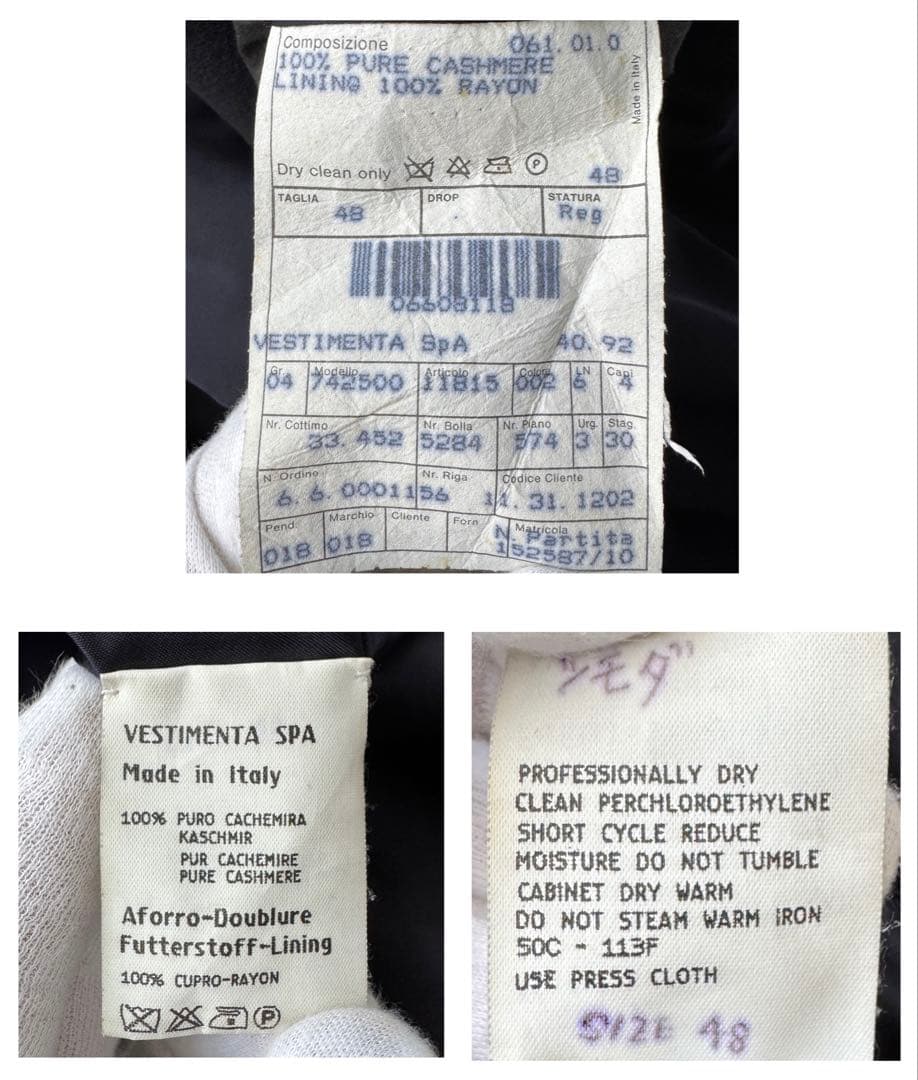 Composizione 061. 01. 0
100% PURE CASHMERE
LINING 100% RAYON
Made in Italy
Dry clean only P 48
TAGLIA DROP STATURA
48 . Reg
06608118
VESTIMENTA SpA 40. 92
Gr. Modello Articolo Colore LN Capi
04 742500 11815 002 6 4
Nr. Cottimo Nr. Bolla Nr. Piano Urg. Stag.
33. 452 5284 574 3 30
N. Ordine Nr. Riga Codice Cliente
6. 6. 0001156 11. 31. 1202
Pend. Marchio Cliente Forn Matricola
018 018 N. Partita
152587/10
VESTIMENTA SPA
Made in Italy
100% PURO CACHEMIRA
KASCHMIR
PUR CACHEMIRE
PURE CASHMERE
Aforro-Doublure
Futterstoff-Lining
100% CUPRO-RAYON
P
シモダ
PROFESSIONALLY DRY
CLEAN PERCHLOROETHYLENE
SHORT CYCLE REDUCE
MOISTURE DO NOT TUMBLE
CABINET DRY WARM
DO NOT STEAM WARM IRON
50C - 113F
USE PRESS CLOTH
SIZE 48